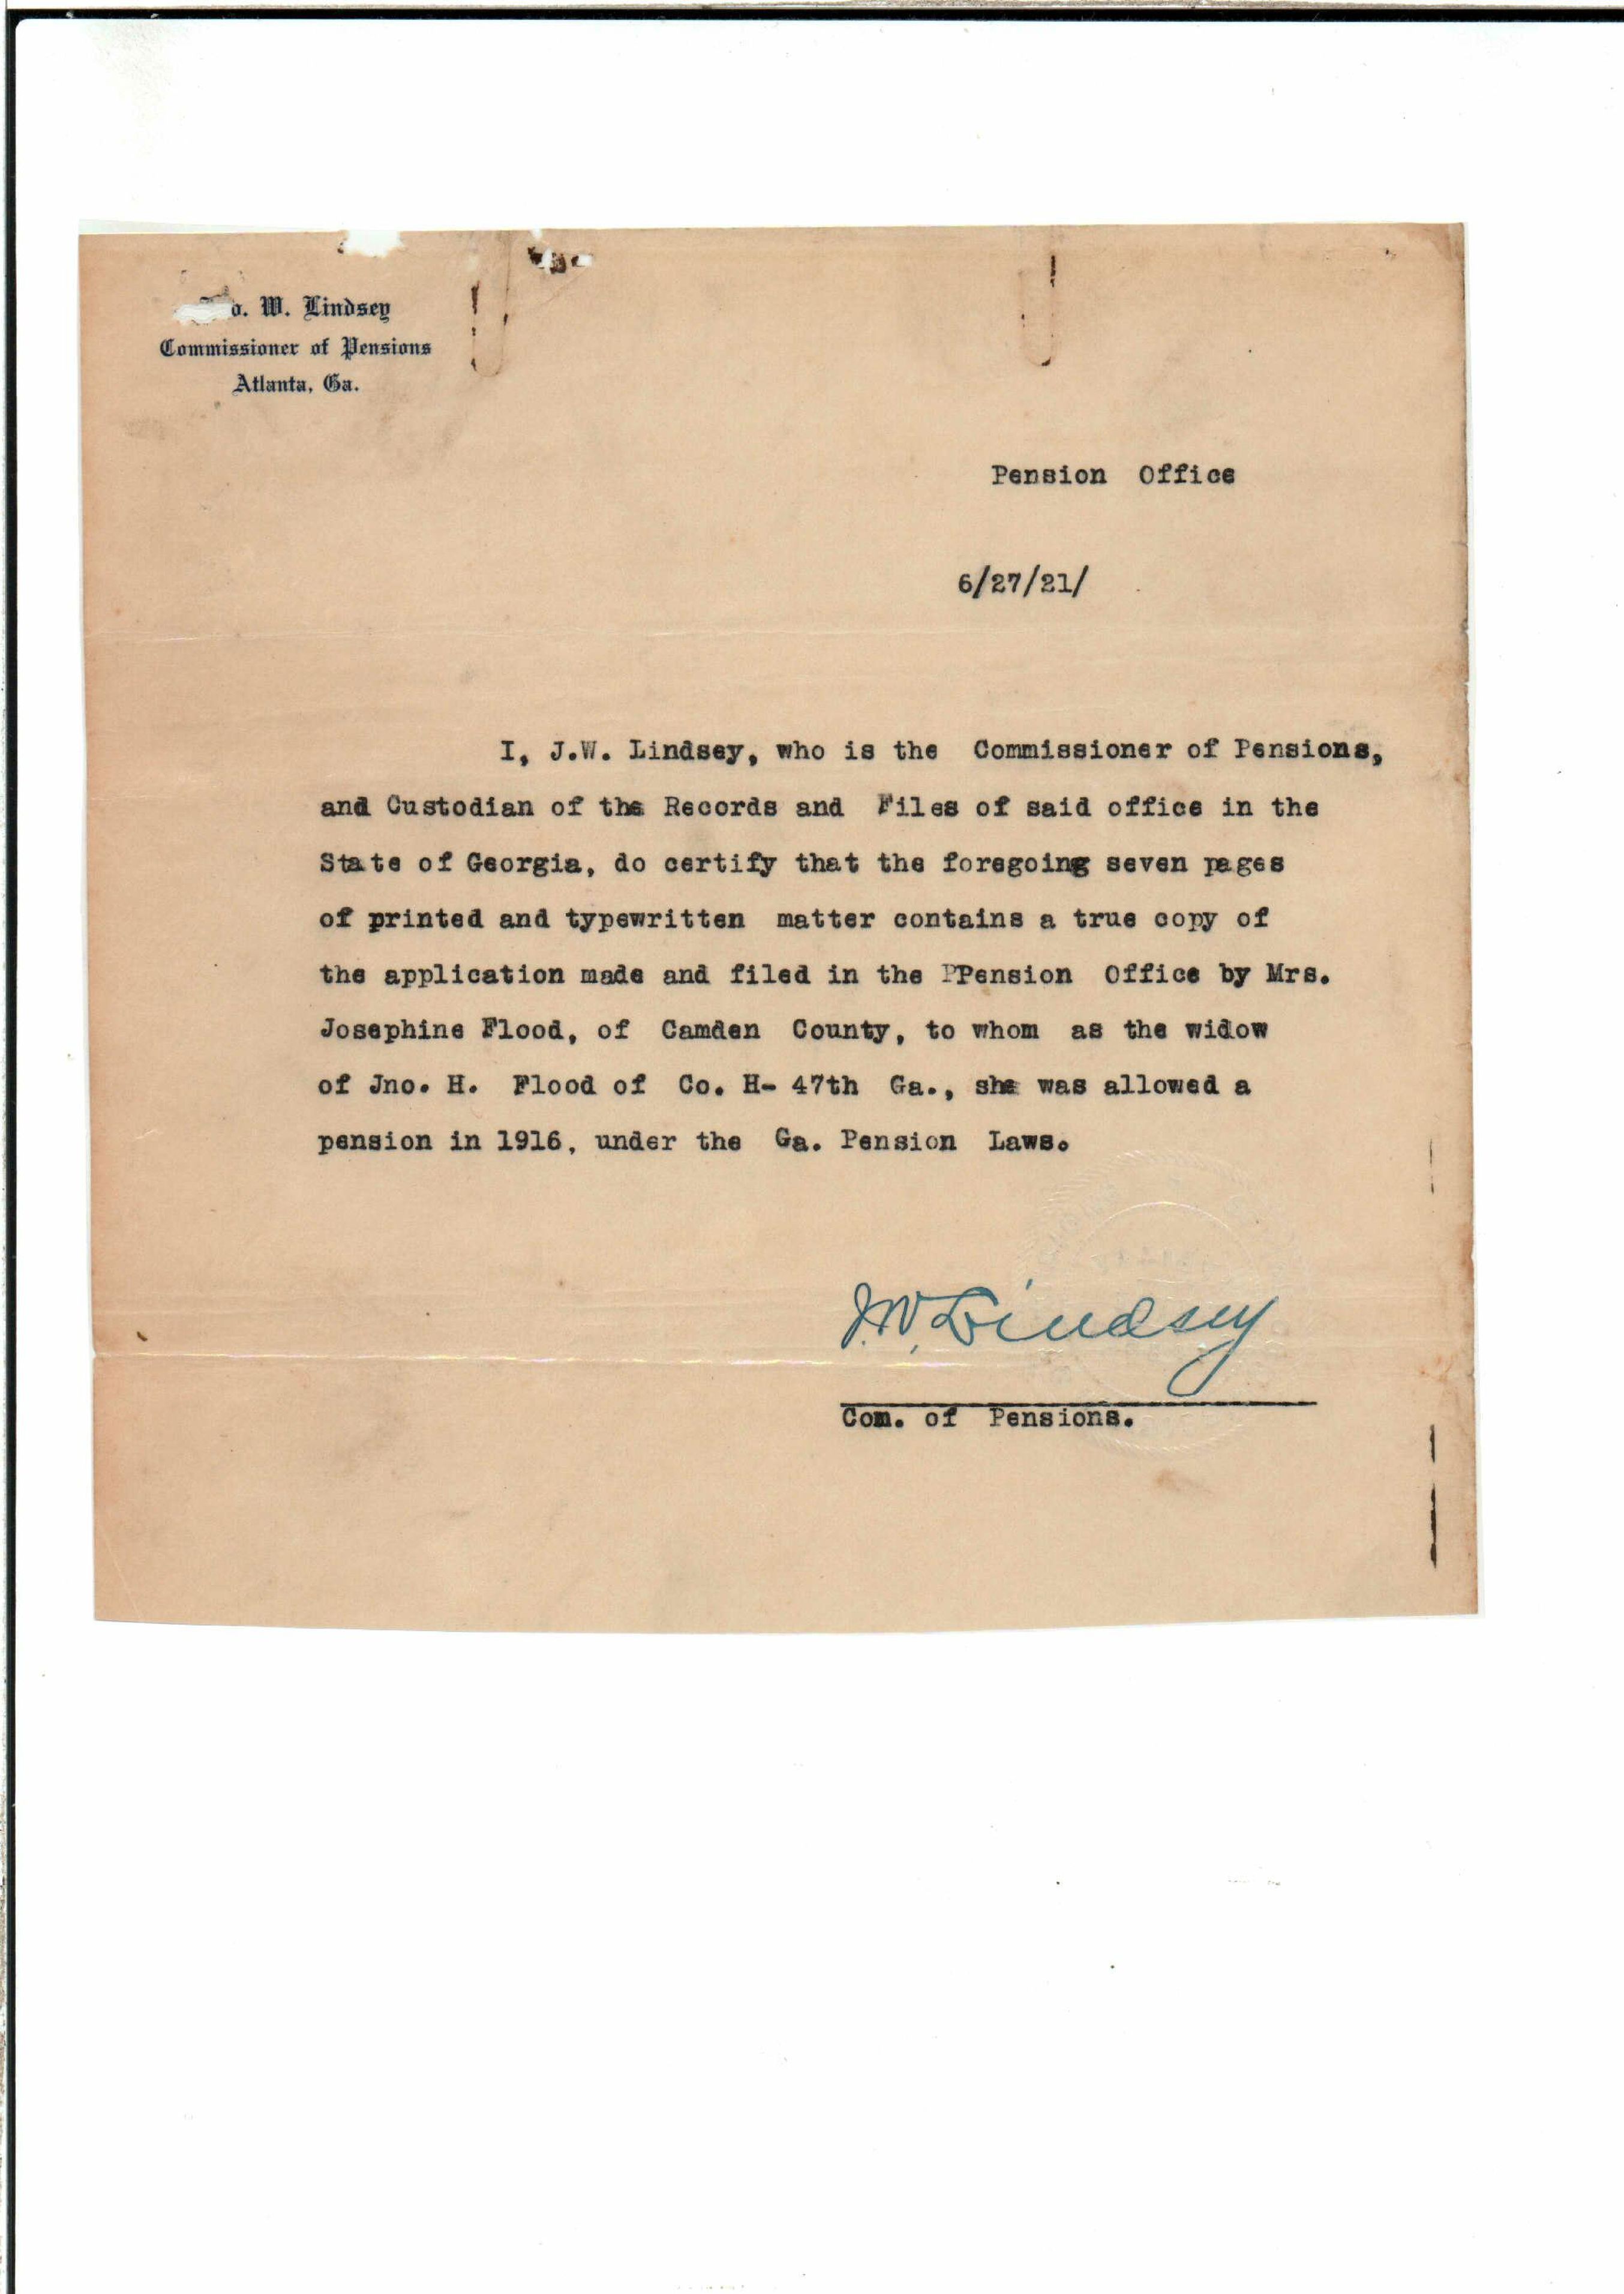 o. W. Lindsey
Commissioner of Pensions
Atlanta, Ga.
Pension Office
6/27/21/
I, J.W. Lindsey, who is the Commissioner of Pensions,
and Custodian of the Records and Files of said office in the
State of Georgia, do certify that the foregoing seven pages
of printed and typewritten matter contains a true copy of
the application made and filed in the PPension Office by Mrs.
Josephine Flood, of Camden County, to whom as the widow
of Jno. H. Flood of Co. H- 47th Ga., she was allowed a
pension in 1916, under the Ga. Pension Laws.
J.W. Lindsey
Com. of Pensions.